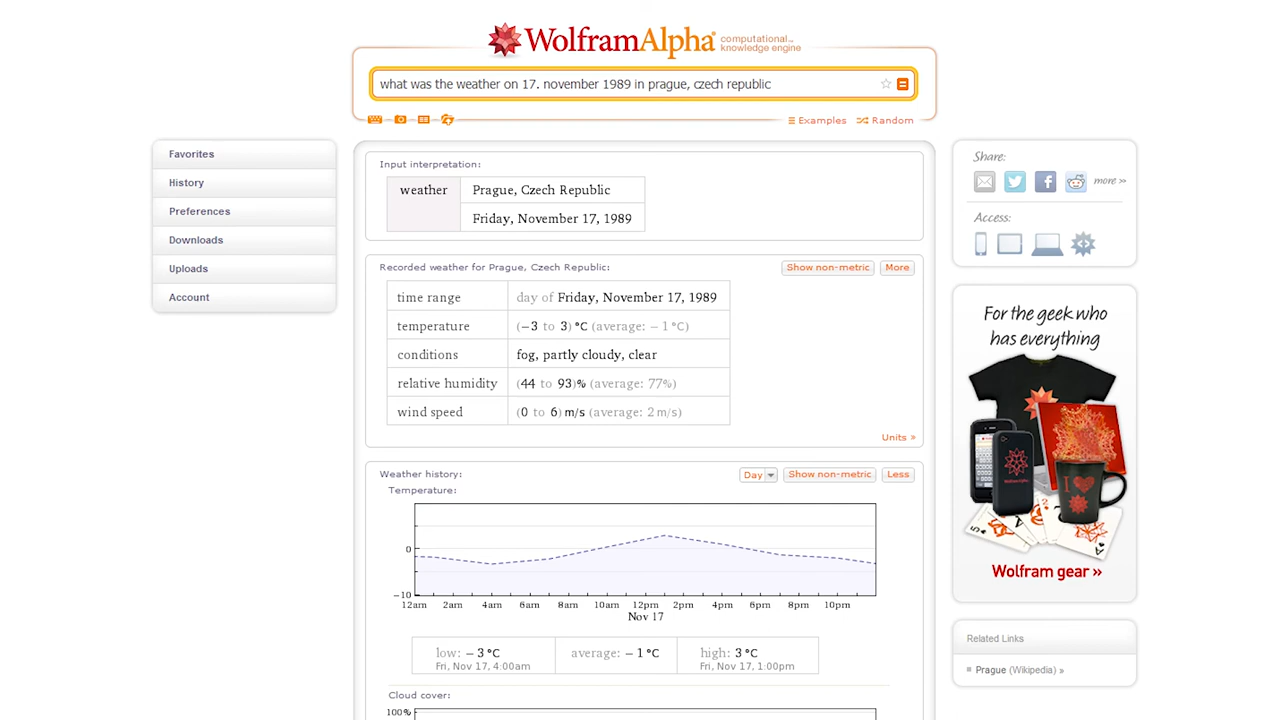 WolframAlpha computational knowledge engine
what was the weather on 17. november 1989 in prague, czech republic
Examples Random
Favorites
History
Preferences
Downloads
Uploads
Account
Input interpretation:
weather Prague, Czech Republic
Friday, November 17, 1989
Recorded weather for Prague, Czech Republic: Show non-metric More
time range day of Friday, November 17, 1989
temperature (−3 to 3) °C (average: −1 °C)
conditions fog, partly cloudy, clear
relative humidity (44 to 93)% (average: 77%)
wind speed (0 to 6) m/s (average: 2 m/s)
Units »
Weather history: Day Show non-metric Less
Temperature:
0
−10
12am 2am 4am 6am 8am 10am 12pm 2pm 4pm 6pm 8pm 10pm
Nov 17
low: −3 °C average: −1 °C high: 3 °C
Fri, Nov 17, 4:00am Fri, Nov 17, 1:00pm
Cloud cover:
100%
Share:
more »
Access:
For the geek who
has everything
I
Wolfram gear »
Related Links
Prague (Wikipedia) »